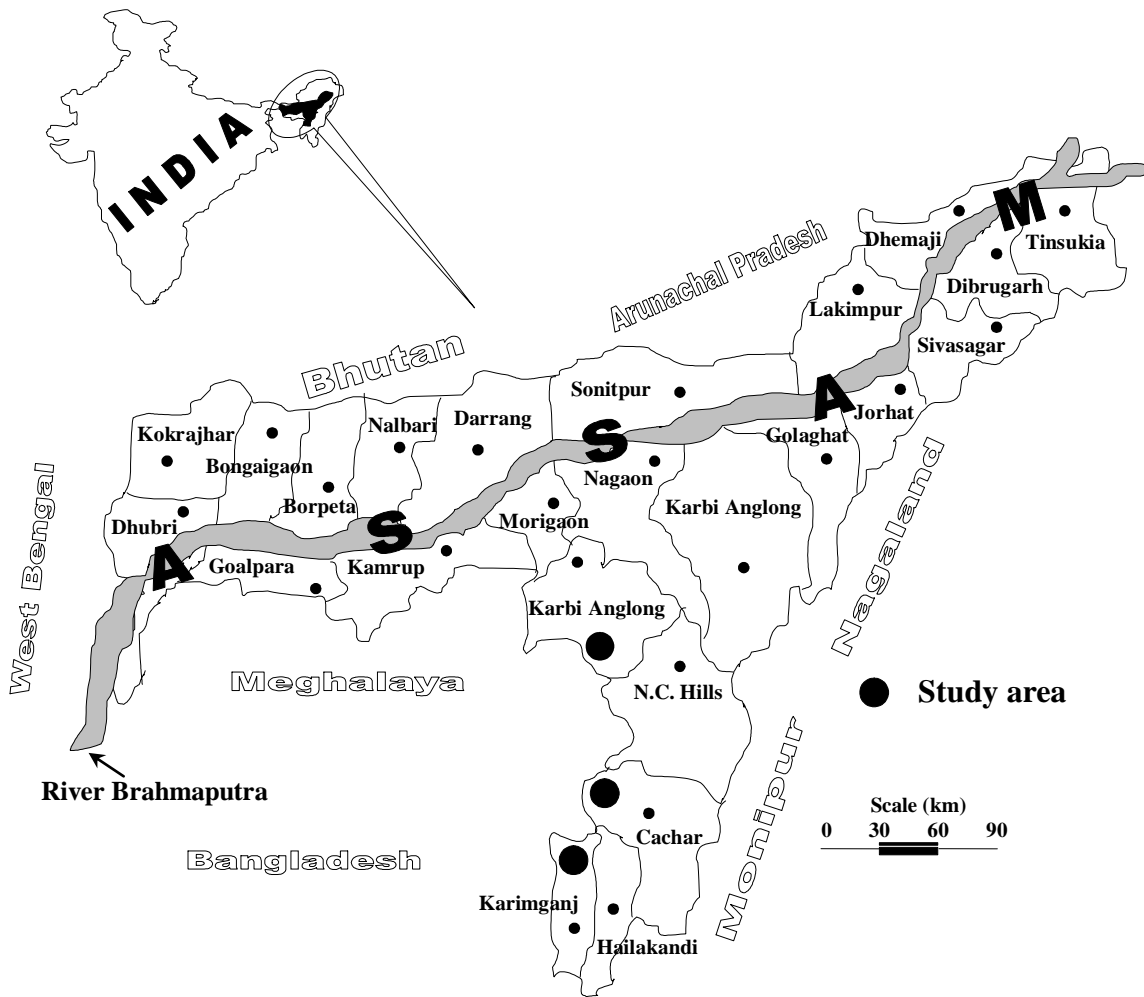 INDIA
Arunachal Pradesh
Bhutan
West Bengal
Meghalaya
Bangladesh
Nagaland
Monipur
A S S A M
Dhemaji
Tinsukia
Dibrugarh
Lakimpur
Sivasagar
Jorhat
Golaghat
Sonitpur
Darrang
Nalbari
Kokrajhar
Bongaigaon
Borpeta
Dhubri
Goalpara
Kamrup
Morigaon
Nagaon
Karbi Anglong
Karbi Anglong
N.C. Hills
Cachar
Karimganj
Hailakandi
River Brahmaputra
Study area
Scale (km)
0 30 60 90